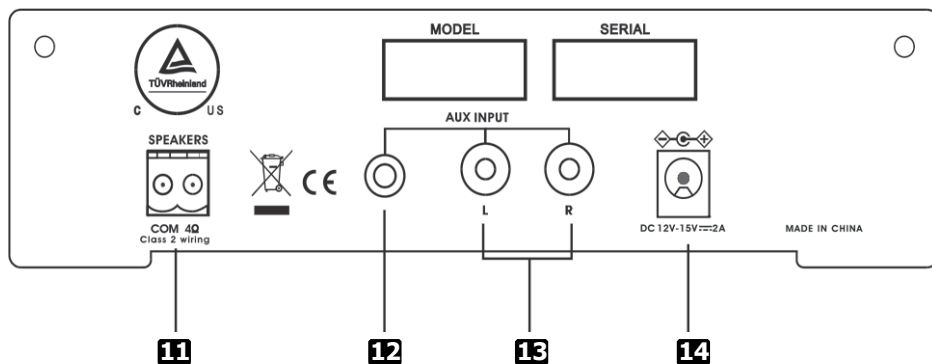 MODEL
SERIAL
TÜVRheinland
C US
AUX INPUT
SPEAKERS
CE
L
R
COM 4Ω
Class 2 wiring
DC 12V-15V⎓2A
MADE IN CHINA
11
12
13
14